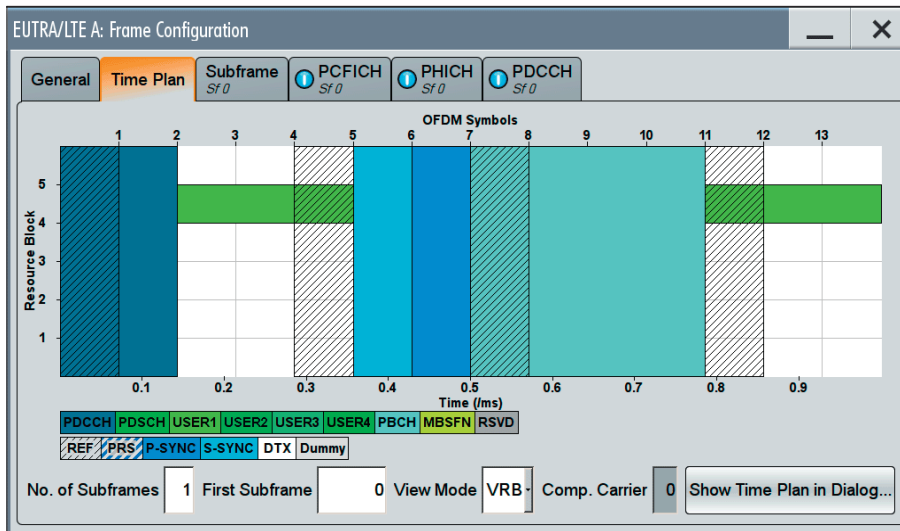 EUTRA/LTE A: Frame Configuration
General Time Plan Subframe Sf 0 PCFICH Sf 0 PHICH Sf 0 PDCCH Sf 0
OFDM Symbols
1 2 3 4 5 6 7 8 9 10 11 12 13
Resource Block
5
4
3
2
1
0.1 0.2 0.3 0.4 0.5 0.6 0.7 0.8 0.9
Time (/ms)
PDCCH PDSCH USER1 USER2 USER3 USER4 PBCH MBSFN RSVD
REF PRS P-SYNC S-SYNC DTX Dummy
No. of Subframes 1 First Subframe 0 View Mode VRB Comp. Carrier 0 Show Time Plan in Dialog...